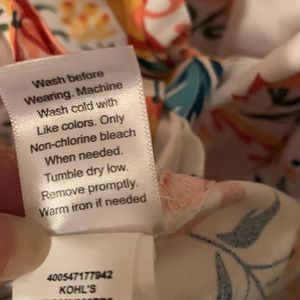 Wash before
Wearing. Machine
Wash cold with
Like colors. Only
Non-chlorine bleach
When needed.
Tumble dry low.
Remove promptly.
Warm iron if needed
400547177942
KOHL'S